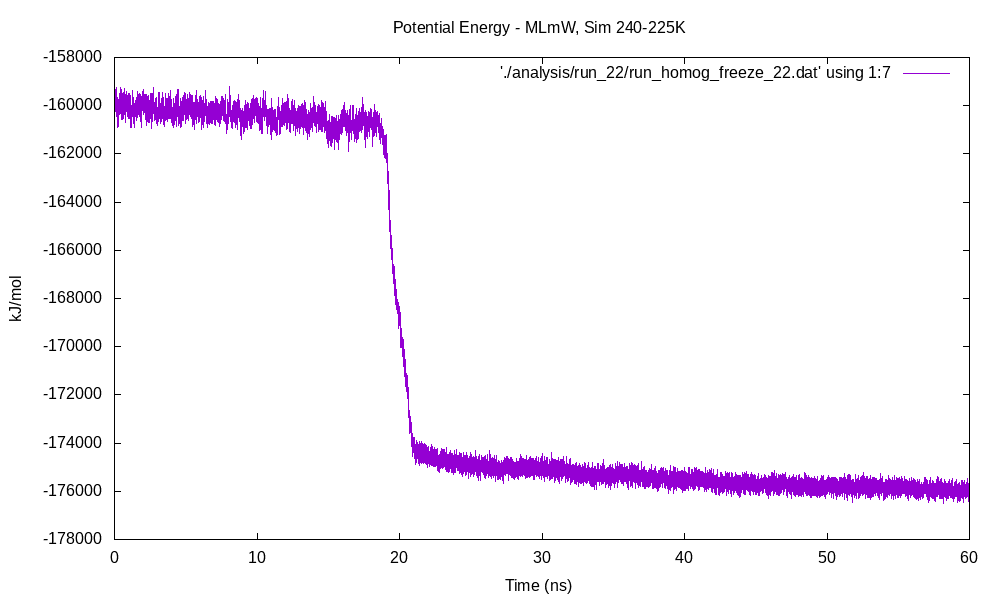 Potential Energy - MLmW, Sim 240-225K
'./analysis/run_22/run_homog_freeze_22.dat' using 1:7
-158000
-160000
-162000
-164000
-166000
-168000
-170000
-172000
-174000
-176000
-178000
kJ/mol
0 10 20 30 40 50 60
Time (ns)